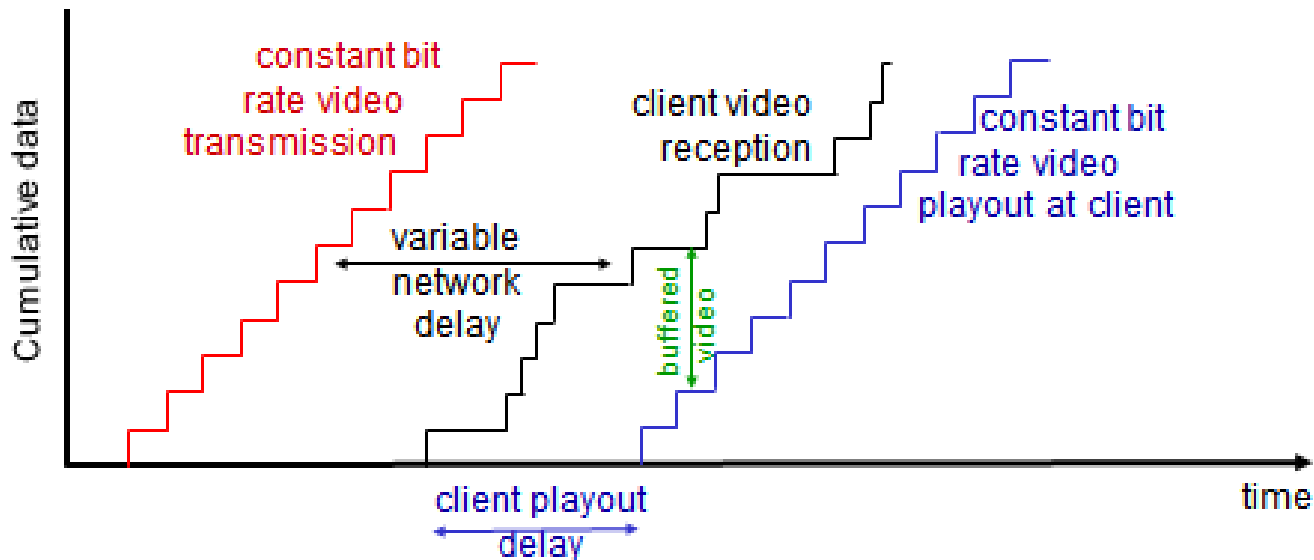 constant bit
rate video
transmission
client video
reception
constant bit
rate video
playout at client
variable
network
delay
buffered
video
Cumulative data
client playout
delay
time